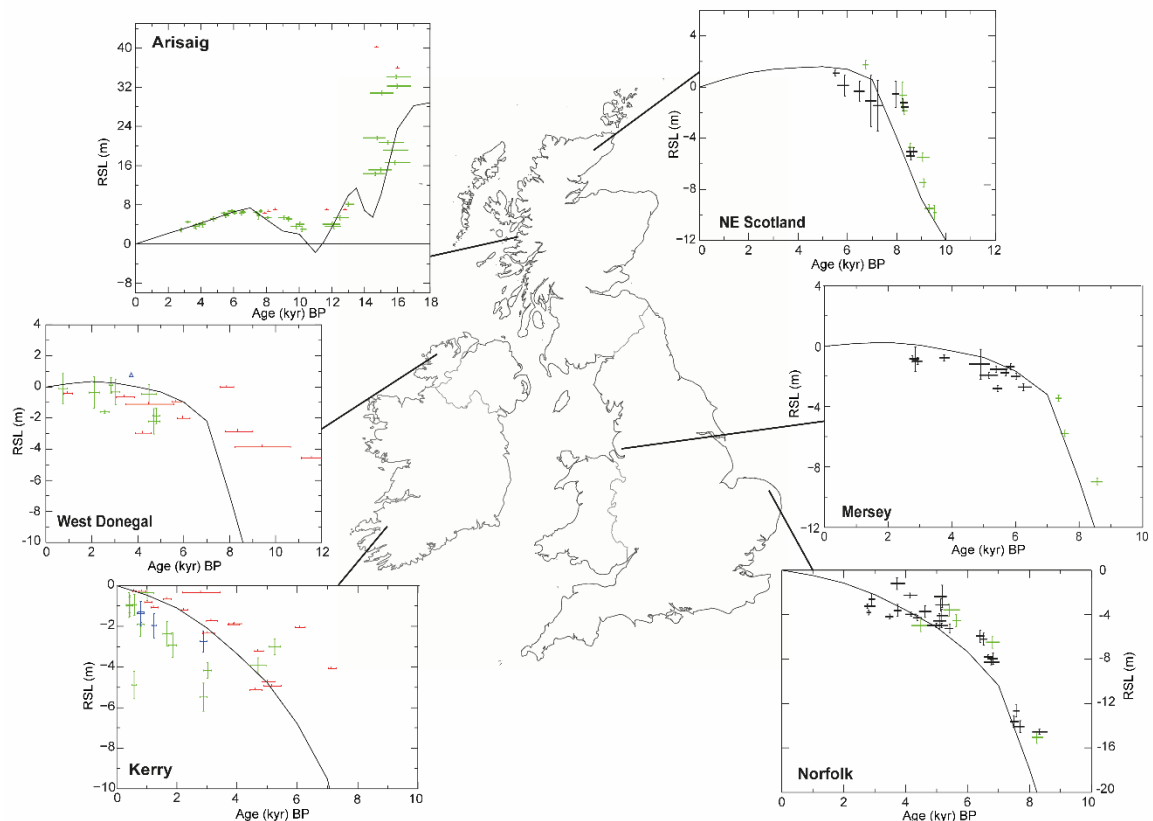 Arisaig
40
32
24
16
8
0
-8
RSL (m)
0 2 4 6 8 10 12 14 16 18
Age (kyr) BP
4
0
-4
-8
-12
RSL (m)
NE Scotland
0 2 4 6 8 10 12
Age (kyr) BP
4
2
0
-2
-4
-6
-8
-10
RSL (m)
West Donegal
0 2 4 6 8 10 12
Age (kyr) BP
4
0
-4
-8
-12
RSL (m)
Mersey
0 2 4 6 8 10
Age (kyr) BP
0
-2
-4
-6
-8
-10
RSL (m)
Kerry
0 2 4 6 8 10
Age (kyr) BP
0
-4
-8
-12
-16
-20
RSL (m)
Norfolk
0 2 4 6 8 10
Age (kyr) BP